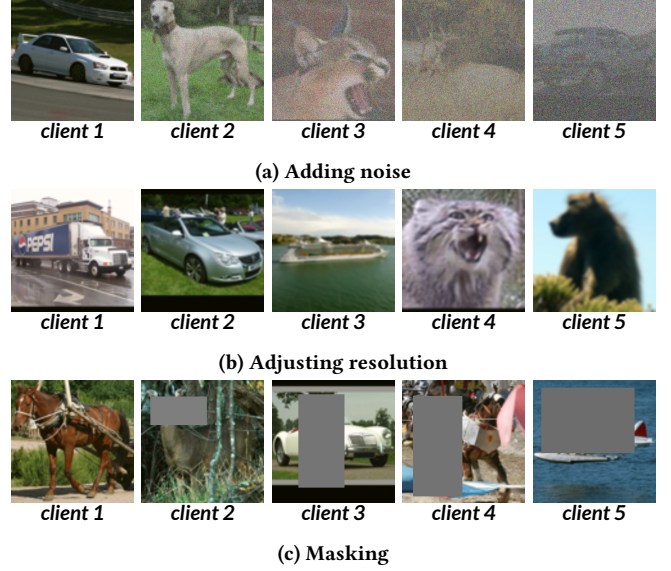 client 1 client 2 client 3 client 4 client 5
(a) Adding noise
PEPSI
client 1 client 2 client 3 client 4 client 5
(b) Adjusting resolution
client 1 client 2 client 3 client 4 client 5
(c) Masking